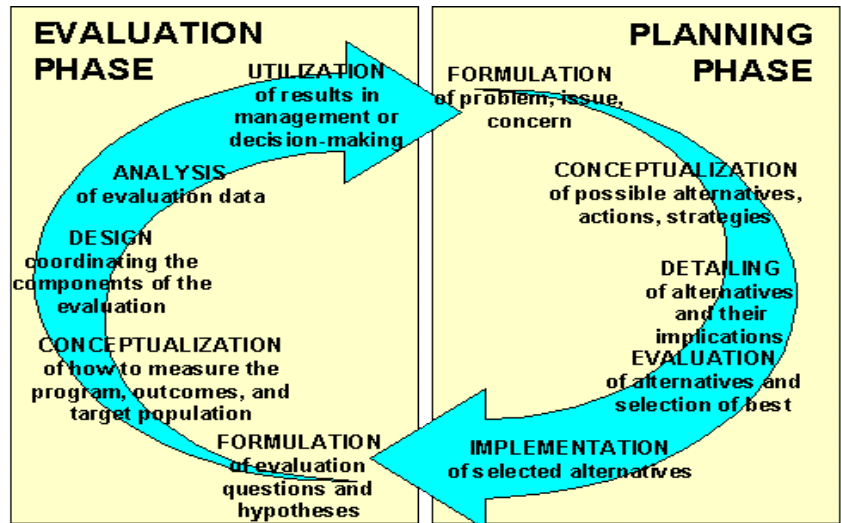 EVALUATION
PHASE
UTILIZATION
of results in
management or
decision-making
ANALYSIS
of evaluation data
DESIGN
coordinating the
components of the
evaluation
CONCEPTUALIZATION
of how to measure the
program, outcomes, and
target population
FORMULATION
of evaluation
questions and
hypotheses
PLANNING
PHASE
FORMULATION
of problem, issue,
concern
CONCEPTUALIZATION
of possible alternatives,
actions, strategies
DETAILING
of alternatives
and their
implications
EVALUATION
of alternatives and
selection of best
IMPLEMENTATION
of selected alternatives